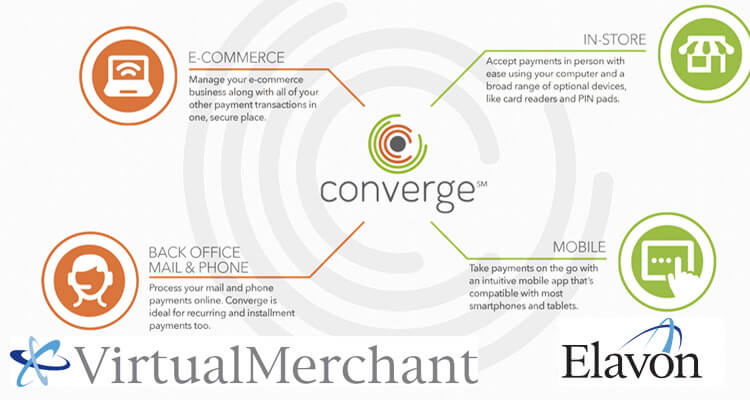 E-COMMERCE
Manage your e-commerce
business along with all of your
other payment transactions in
one, secure place.
IN-STORE
Accept payments in person with
ease using your computer and a
broad range of optional devices,
like card readers and PIN pads.
converge℠
BACK OFFICE
MAIL & PHONE
Process your mail and phone
payments online. Converge is
ideal for recurring and installment
payments too.
MOBILE
Take payments on the go with
an intuitive mobile app that's
compatible with most
smartphones and tablets.
VirtualMerchant
Elavon